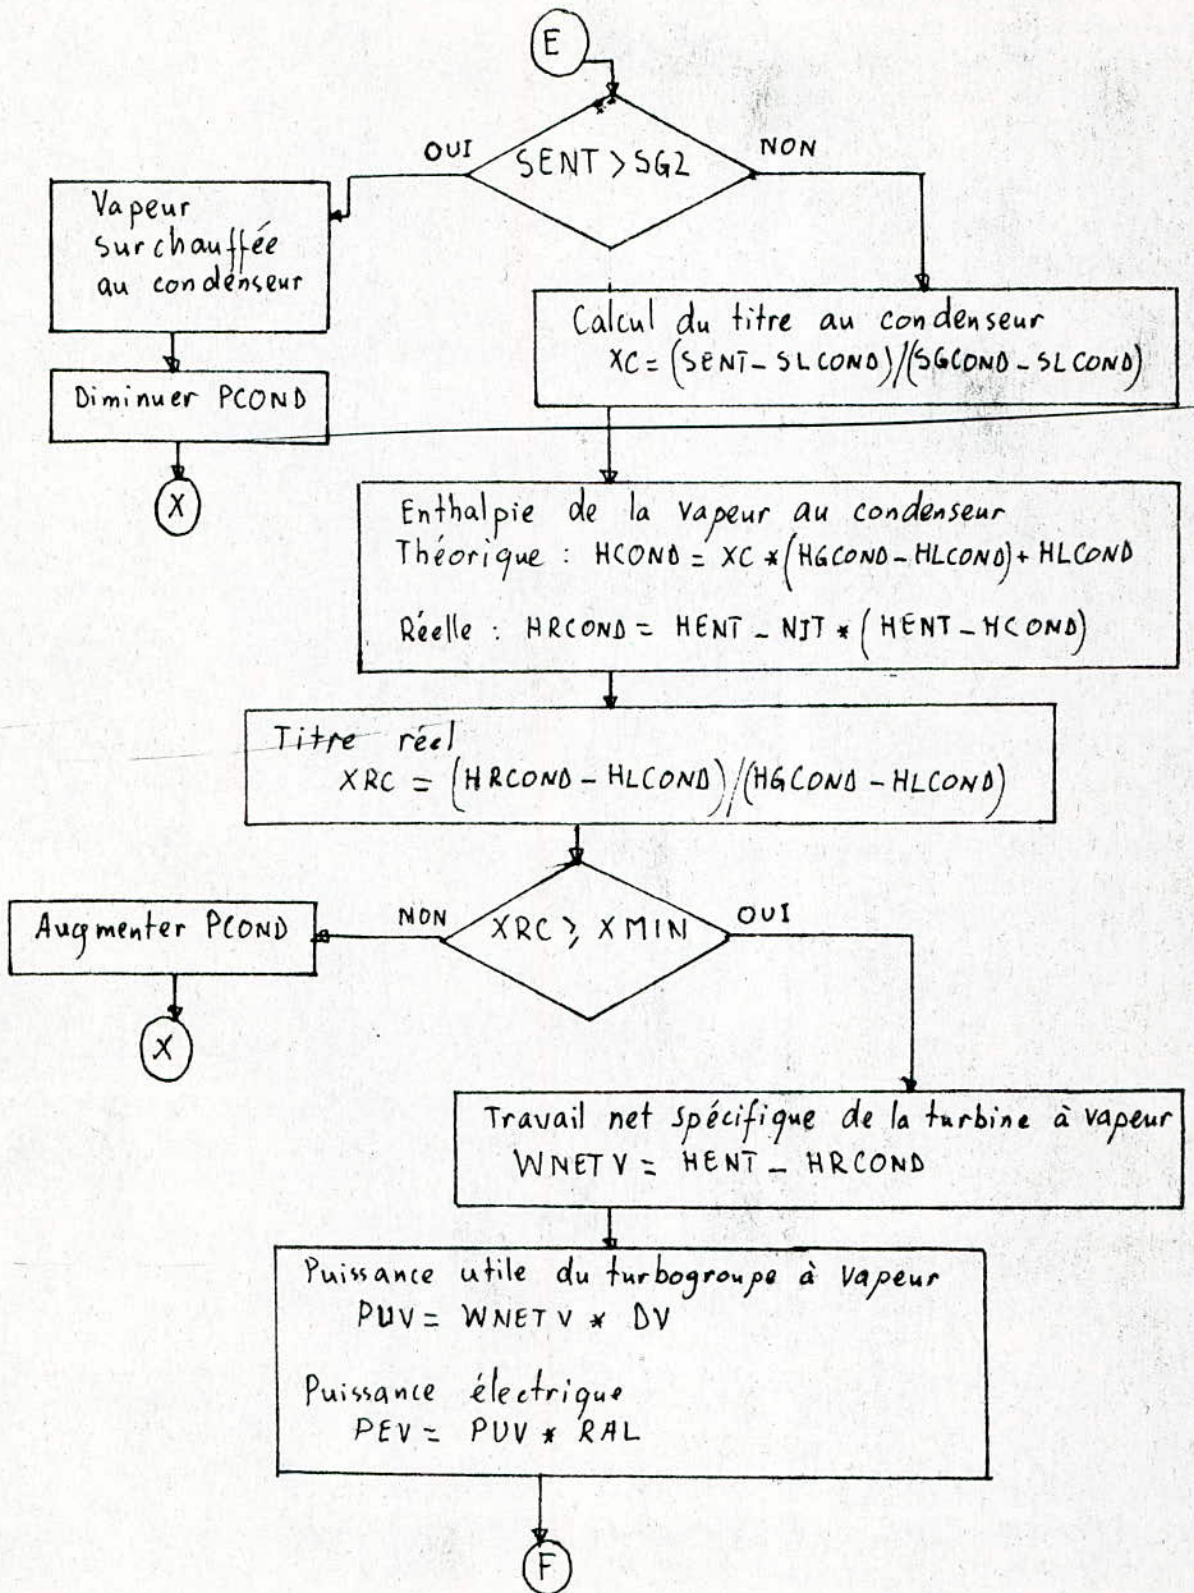 E
SENT > SG2
OUI
NON
Vapeur
surchauffée
au condenseur
Diminuer PCOND
X
Calcul du titre au condenseur
XC = (SENT - SLCOND)/(SGCOND - SLCOND)
Enthalpie de la vapeur au condenseur
Théorique : HCOND = XC * (HGCOND - HLCOND) + HLCOND
Réelle : HRCOND = HENT - NIT * (HENT - HCOND)
Titre réel
XRC = (HRCOND - HLCOND)/(HGCOND - HLCOND)
XRC ⩾ XMIN
NON
OUI
Augmenter PCOND
X
Travail net spécifique de la turbine à vapeur
WNETV = HENT - HRCOND
Puissance utile du turbogroupe à vapeur
PUV = WNETV * DV
Puissance électrique
PEV = PUV * RAL
F